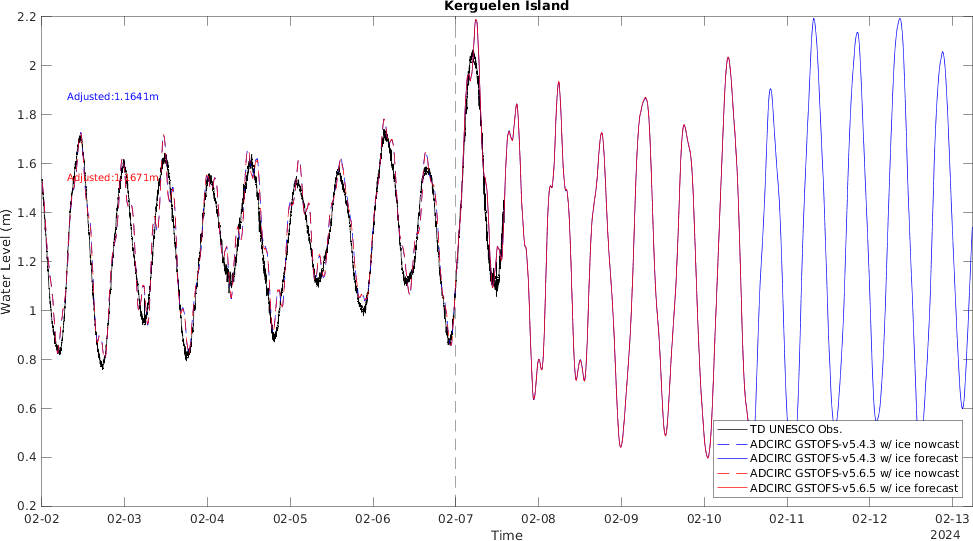 Kerguelen Island
2.2
2
1.8
1.6
1.4
1.2
1
0.8
0.6
0.4
0.2
Water Level (m)
Adjusted:1.1641m
Adjusted:1.1671m
TD UNESCO Obs.
ADCIRC GSTOFS-v5.4.3 w/ ice nowcast
ADCIRC GSTOFS-v5.4.3 w/ ice forecast
ADCIRC GSTOFS-v5.6.5 w/ ice nowcast
ADCIRC GSTOFS-v5.6.5 w/ ice forecast
02-02 02-03 02-04 02-05 02-06 02-07 02-08 02-09 02-10 02-11 02-12 02-13
Time
2024